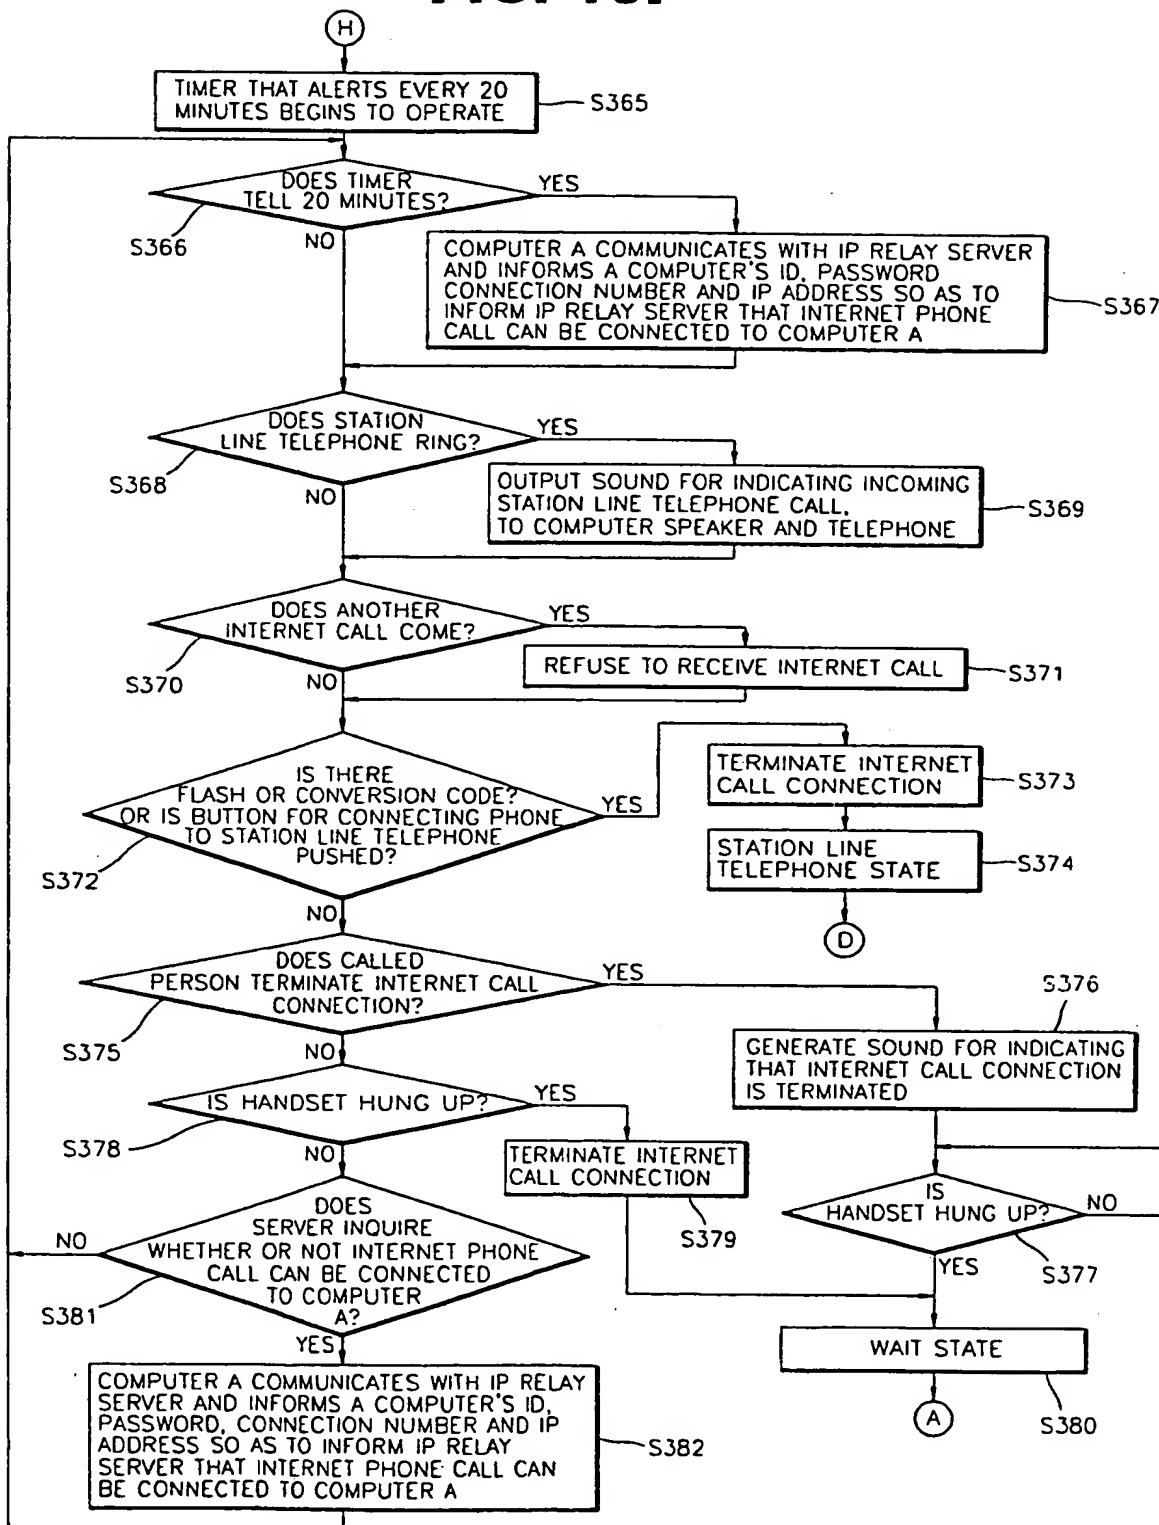 H
TIMER THAT ALERTS EVERY 20
MINUTES BEGINS TO OPERATE
S365
DOES TIMER
TELL 20 MINUTES?
YES
S366
NO
COMPUTER A COMMUNICATES WITH IP RELAY SERVER
AND INFORMS A COMPUTER'S ID, PASSWORD
CONNECTION NUMBER AND IP ADDRESS SO AS TO
INFORM IP RELAY SERVER THAT INTERNET PHONE
CALL CAN BE CONNECTED TO COMPUTER A
S367
DOES STATION
LINE TELEPHONE RING?
YES
S368
NO
OUTPUT SOUND FOR INDICATING INCOMING
STATION LINE TELEPHONE CALL,
TO COMPUTER SPEAKER AND TELEPHONE
S369
DOES ANOTHER
INTERNET CALL COME?
YES
S370
NO
REFUSE TO RECEIVE INTERNET CALL
S371
IS THERE
FLASH OR CONVERSION CODE?
OR IS BUTTON FOR CONNECTING PHONE
TO STATION LINE TELEPHONE
PUSHED?
YES
S372
NO
TERMINATE INTERNET
CALL CONNECTION
S373
STATION LINE
TELEPHONE STATE
S374
D
DOES CALLED
PERSON TERMINATE INTERNET CALL
CONNECTION?
YES
S375
NO
S376
GENERATE SOUND FOR INDICATING
THAT INTERNET CALL CONNECTION
IS TERMINATED
IS HANDSET HUNG UP?
YES
S378
NO
TERMINATE INTERNET
CALL CONNECTION
S379
IS
HANDSET HUNG UP?
NO
S377
YES
DOES
SERVER INQUIRE
WHETHER OR NOT INTERNET PHONE
CALL CAN BE CONNECTED
TO COMPUTER
A?
NO
S381
YES
WAIT STATE
S380
A
COMPUTER A COMMUNICATES WITH IP RELAY
SERVER AND INFORMS A COMPUTER'S ID,
PASSWORD, CONNECTION NUMBER AND IP
ADDRESS SO AS TO INFORM IP RELAY
SERVER THAT INTERNET PHONE CALL CAN
BE CONNECTED TO COMPUTER A
S382